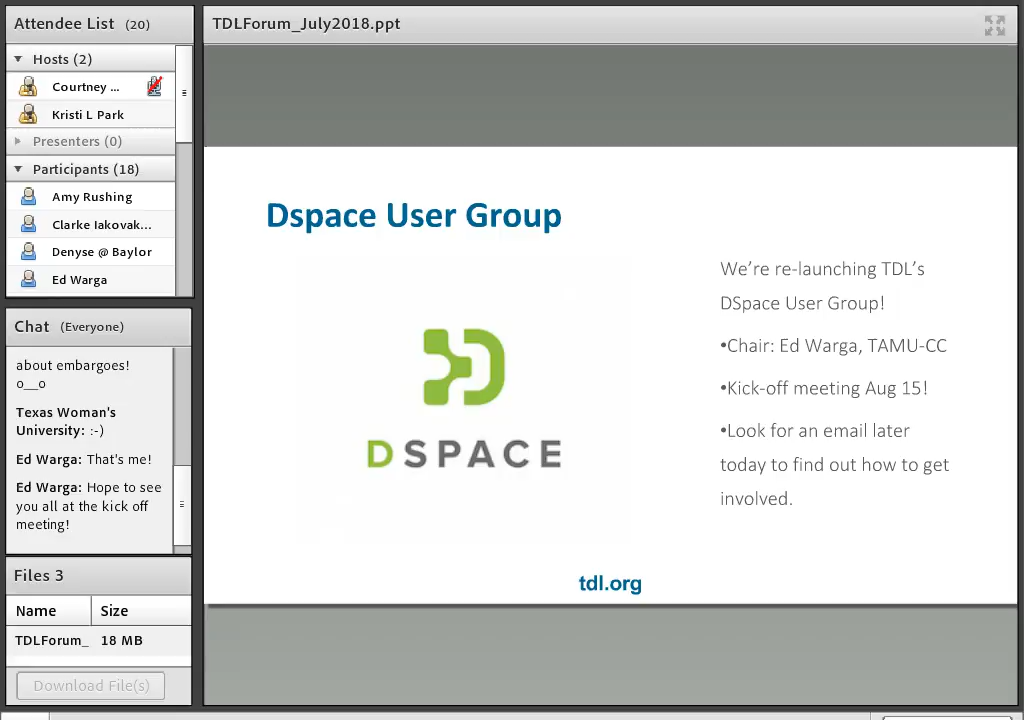 Attendee List (20)
Hosts (2)
Courtney ...
Kristi L Park
Presenters (0)
Participants (18)
Amy Rushing
Clarke Iakovak...
Denyse @ Baylor
Ed Warga
Chat (Everyone)
about embargoes!
o__o
Texas Woman's
University: :-)
Ed Warga: That's me!
Ed Warga: Hope to see
you all at the kick off
meeting!
Files 3
Name Size
TDLForum_ 18 MB
Download File(s)
TDLForum_July2018.ppt
Dspace User Group
DSPACE
We’re re-launching TDL’s
DSpace User Group!
•Chair: Ed Warga, TAMU-CC
•Kick-off meeting Aug 15!
•Look for an email later
today to find out how to get
involved.
tdl.org